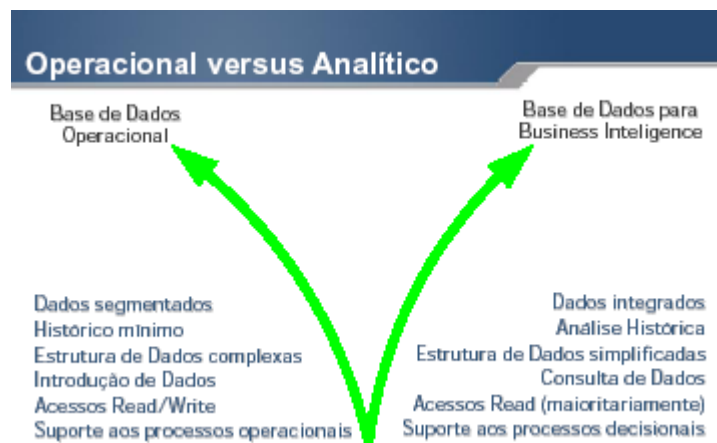 Operacional versus Analítico
Base de Dados
Operacional
Base de Dados para
Business Inteligence
Dados segmentados
Histórico mínimo
Estrutura de Dados complexas
Introdução de Dados
Acessos Read/Write
Suporte aos processos operacionais
Dados integrados
Análise Histórica
Estrutura de Dados simplificadas
Consulta de Dados
Acessos Read (maioritariamente)
Suporte aos processos decisionais